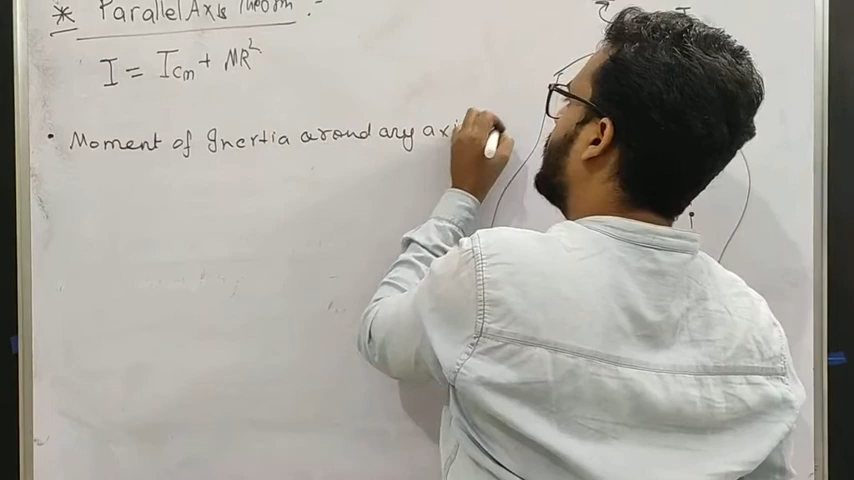 * Parallel Axis Theorem :-
I = Icm + MR²
• Moment of Inertia around any axi